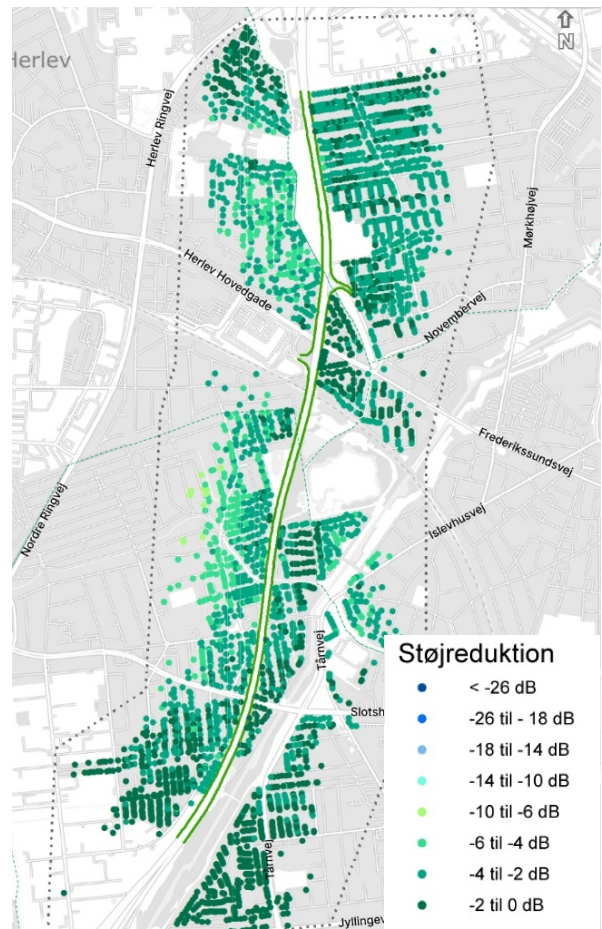 N
Herlev
Herlev Ringvej
Mørkhøjvej
Herlev Hovedgade
Novembervej
Frederikssundsvej
Nordre Ringvej
Islevhusvej
Tårnvej
Slotsh
Tårnvej
Jyllingev
Støjreduktion
< -26 dB
-26 til - 18 dB
-18 til -14 dB
-14 til -10 dB
-10 til -6 dB
-6 til -4 dB
-4 til -2 dB
-2 til 0 dB